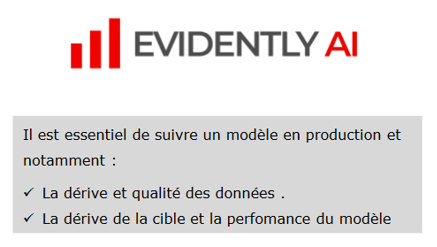 EVIDENTLY AI
Il est essentiel de suivre un modèle en production et
notamment :
✓ La dérive et qualité des données .
✓ La dérive de la cible et la perfomance du modèle